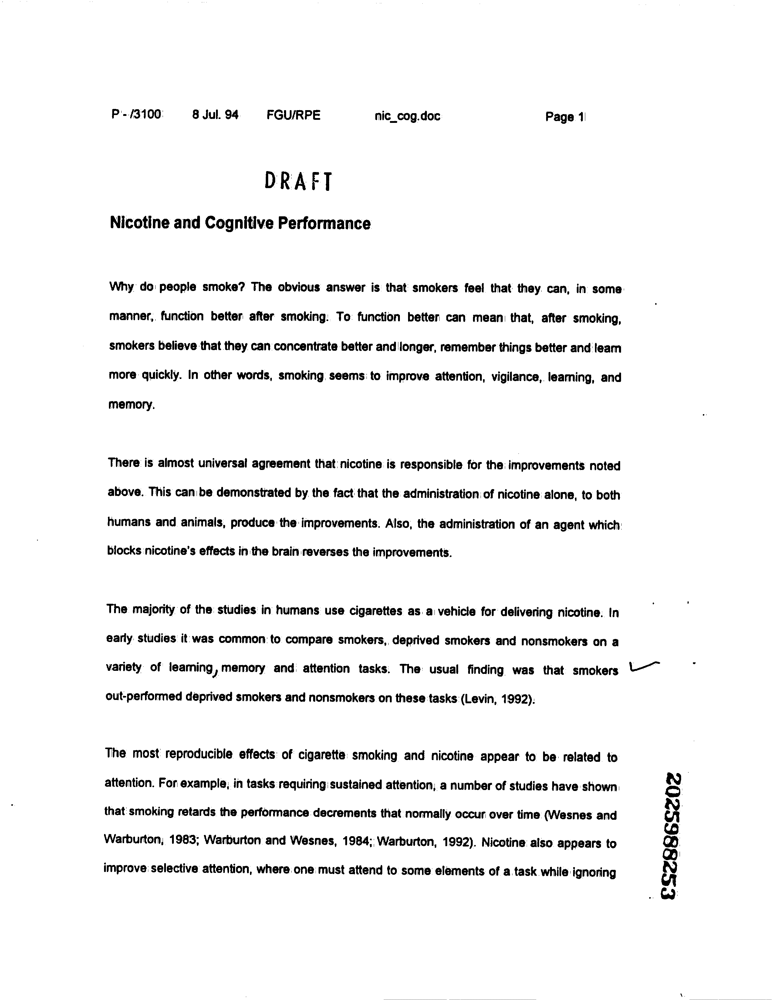 P - /3100 8 Jul. 94 FGU/RPE nic_cog.doc Page 1
DRAFT
Nicotine and Cognitive Performance
Why do people smoke? The obvious answer is that smokers feel that they can, in some
manner, function better after smoking. To function better can mean that, after smoking,
smokers believe that they can concentrate better and longer, remember things better and learn
more quickly. In other words, smoking seems to improve attention, vigilance, learning, and
memory.
There is almost universal agreement that nicotine is responsible for the improvements noted
above. This can be demonstrated by the fact that the administration of nicotine alone, to both
humans and animals, produce the improvements. Also, the administration of an agent which
blocks nicotine's effects in the brain reverses the improvements.
The majority of the studies in humans use cigarettes as a vehicle for delivering nicotine. In
early studies it was common to compare smokers, deprived smokers and nonsmokers on a
variety of learning, memory and attention tasks. The usual finding was that smokers
out-performed deprived smokers and nonsmokers on these tasks (Levin, 1992).
The most reproducible effects of cigarette smoking and nicotine appear to be related to
attention. For example, in tasks requiring sustained attention, a number of studies have shown
that smoking retards the performance decrements that normally occur over time (Wesnes and
Warburton, 1983; Warburton and Wesnes, 1984; Warburton, 1992). Nicotine also appears to
improve selective attention, where one must attend to some elements of a task while ignoring
2025988253